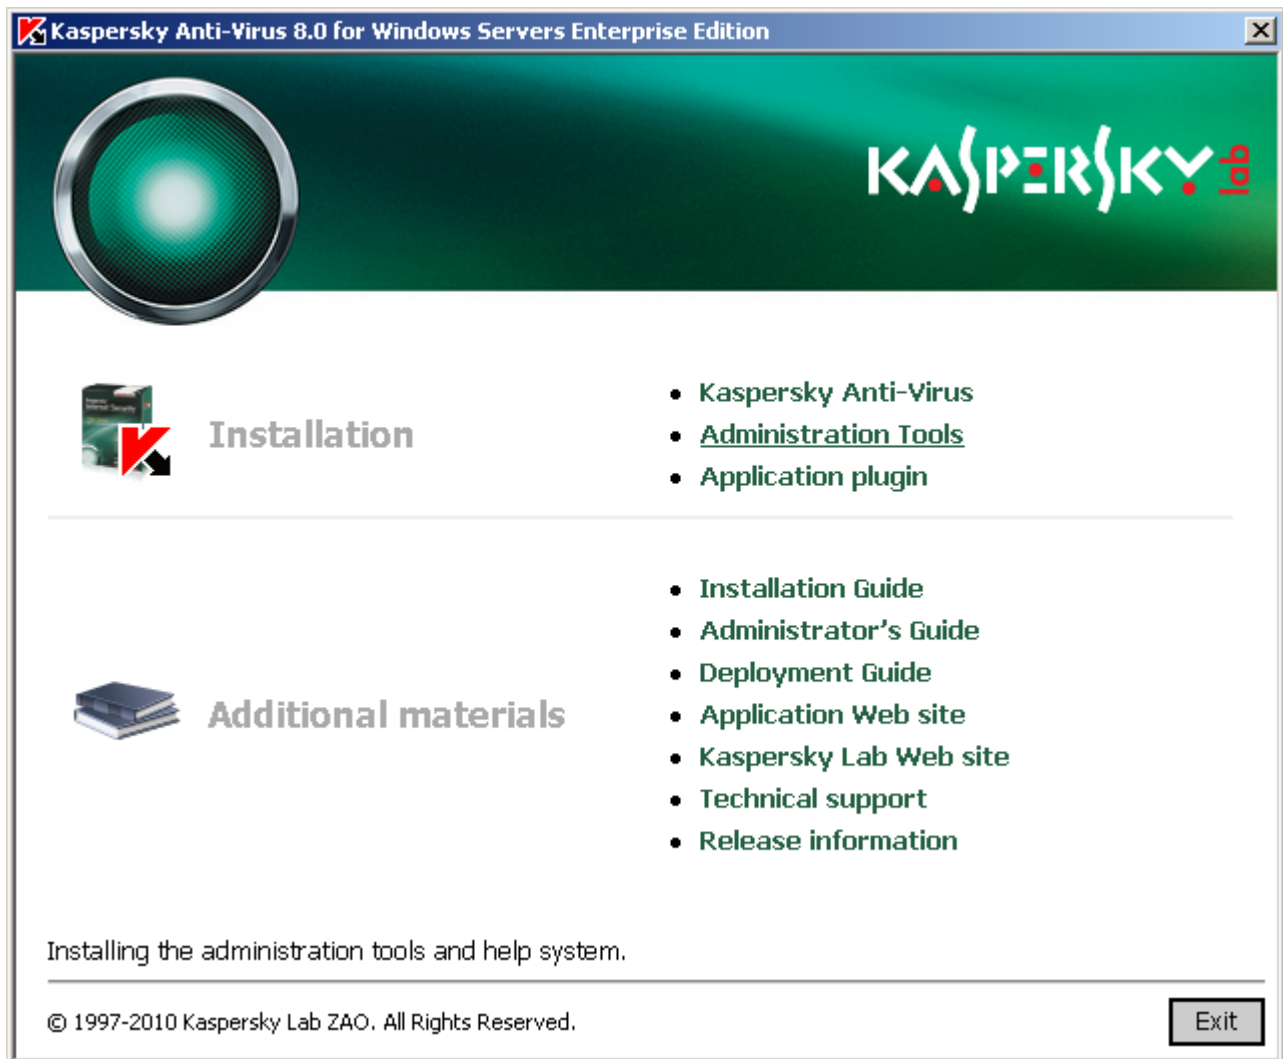 Kaspersky Anti-Virus 8.0 for Windows Servers Enterprise Edition
KASPERSKY lab
Installation
Kaspersky Anti-Virus
Administration Tools
Application plugin
Additional materials
Installation Guide
Administrator's Guide
Deployment Guide
Application Web site
Kaspersky Lab Web site
Technical support
Release information
Installing the administration tools and help system.
© 1997-2010 Kaspersky Lab ZAO. All Rights Reserved.
Exit